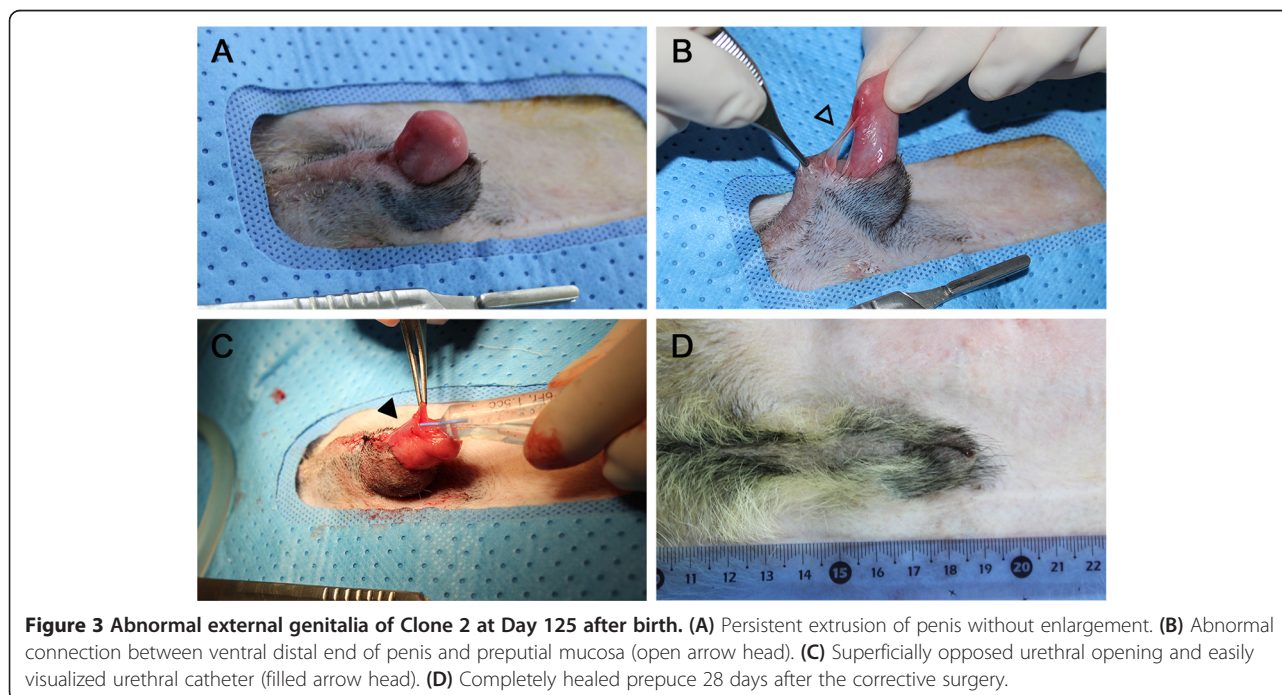 A
B
C
6Fr. 1.5CC
D
11 12 13 14 15 16 17 18 19 20 21 22
Figure 3 Abnormal external genitalia of Clone 2 at Day 125 after birth. (A) Persistent extrusion of penis without enlargement. (B) Abnormal
connection between ventral distal end of penis and preputial mucosa (open arrow head). (C) Superficially opposed urethral opening and easily
visualized urethral catheter (filled arrow head). (D) Completely healed prepuce 28 days after the corrective surgery.